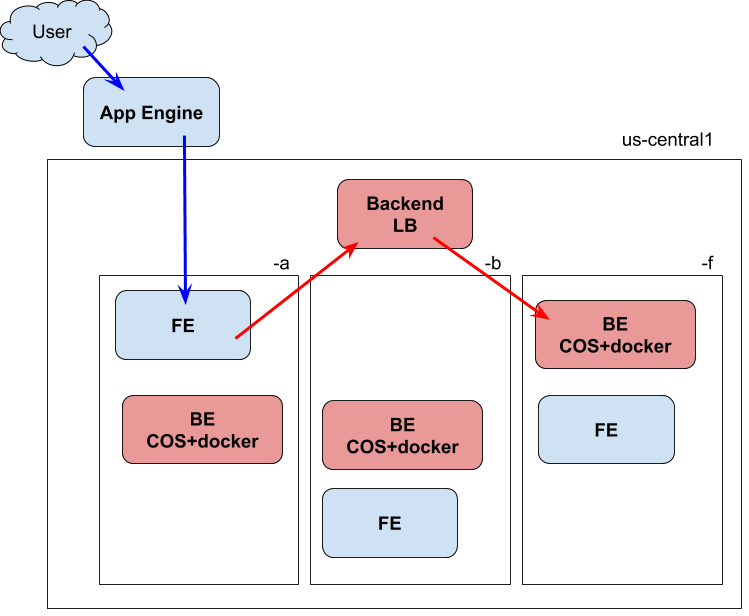 User
App Engine
us-central1
Backend
LB
-a
-b
-f
FE
BE
COS+docker
BE
COS+docker
BE
COS+docker
FE
FE